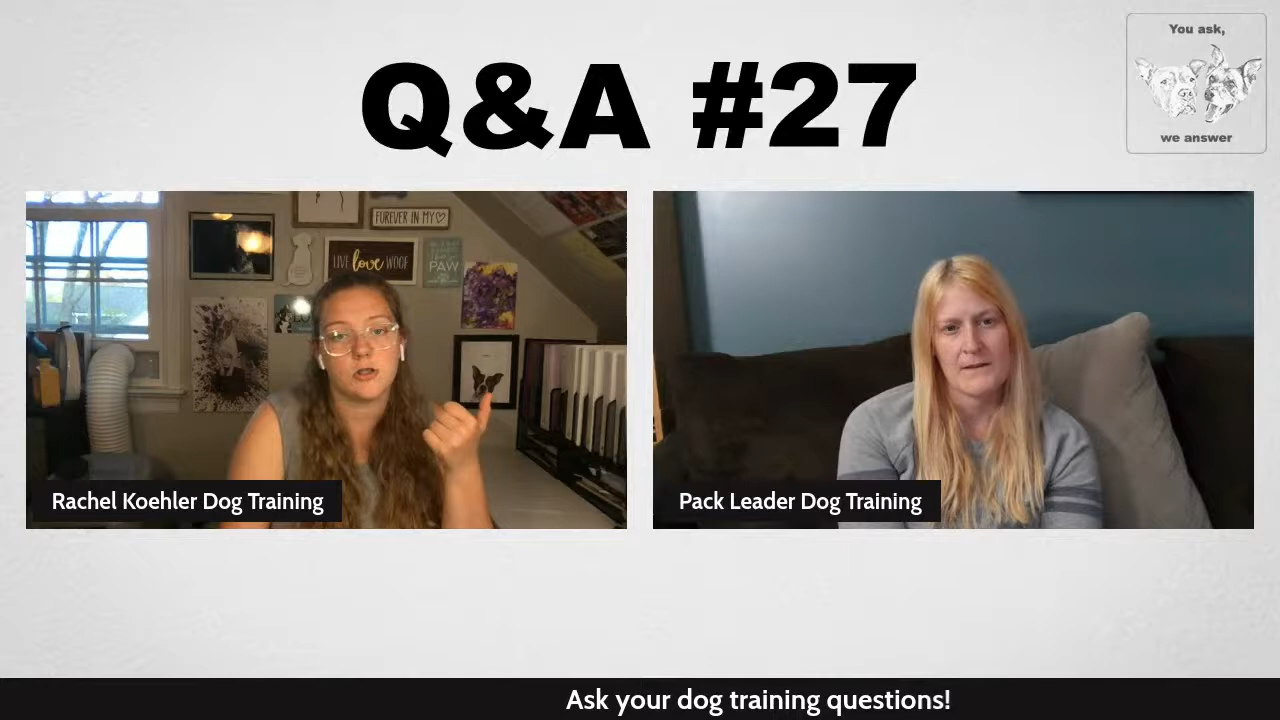 You ask,
Q&A #27
we answer
FUREVER IN MY
LIVE love WOOF
PAW
Rachel Koehler Dog Training
Pack Leader Dog Training
Ask your dog training questions!